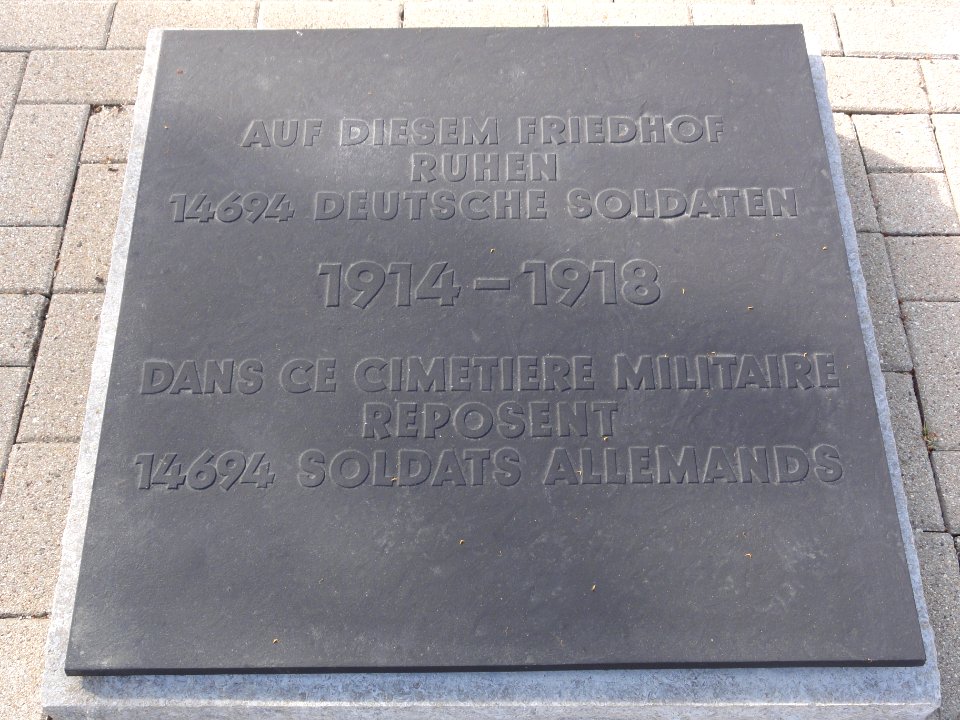 AUF DIESEM FRIEDHOF
RUHEN
14694 DEUTSCHE SOLDATEN
1914 – 1918
DANS CE CIMETIERE MILITAIRE
REPOSENT
14694 SOLDATS ALLEMANDS